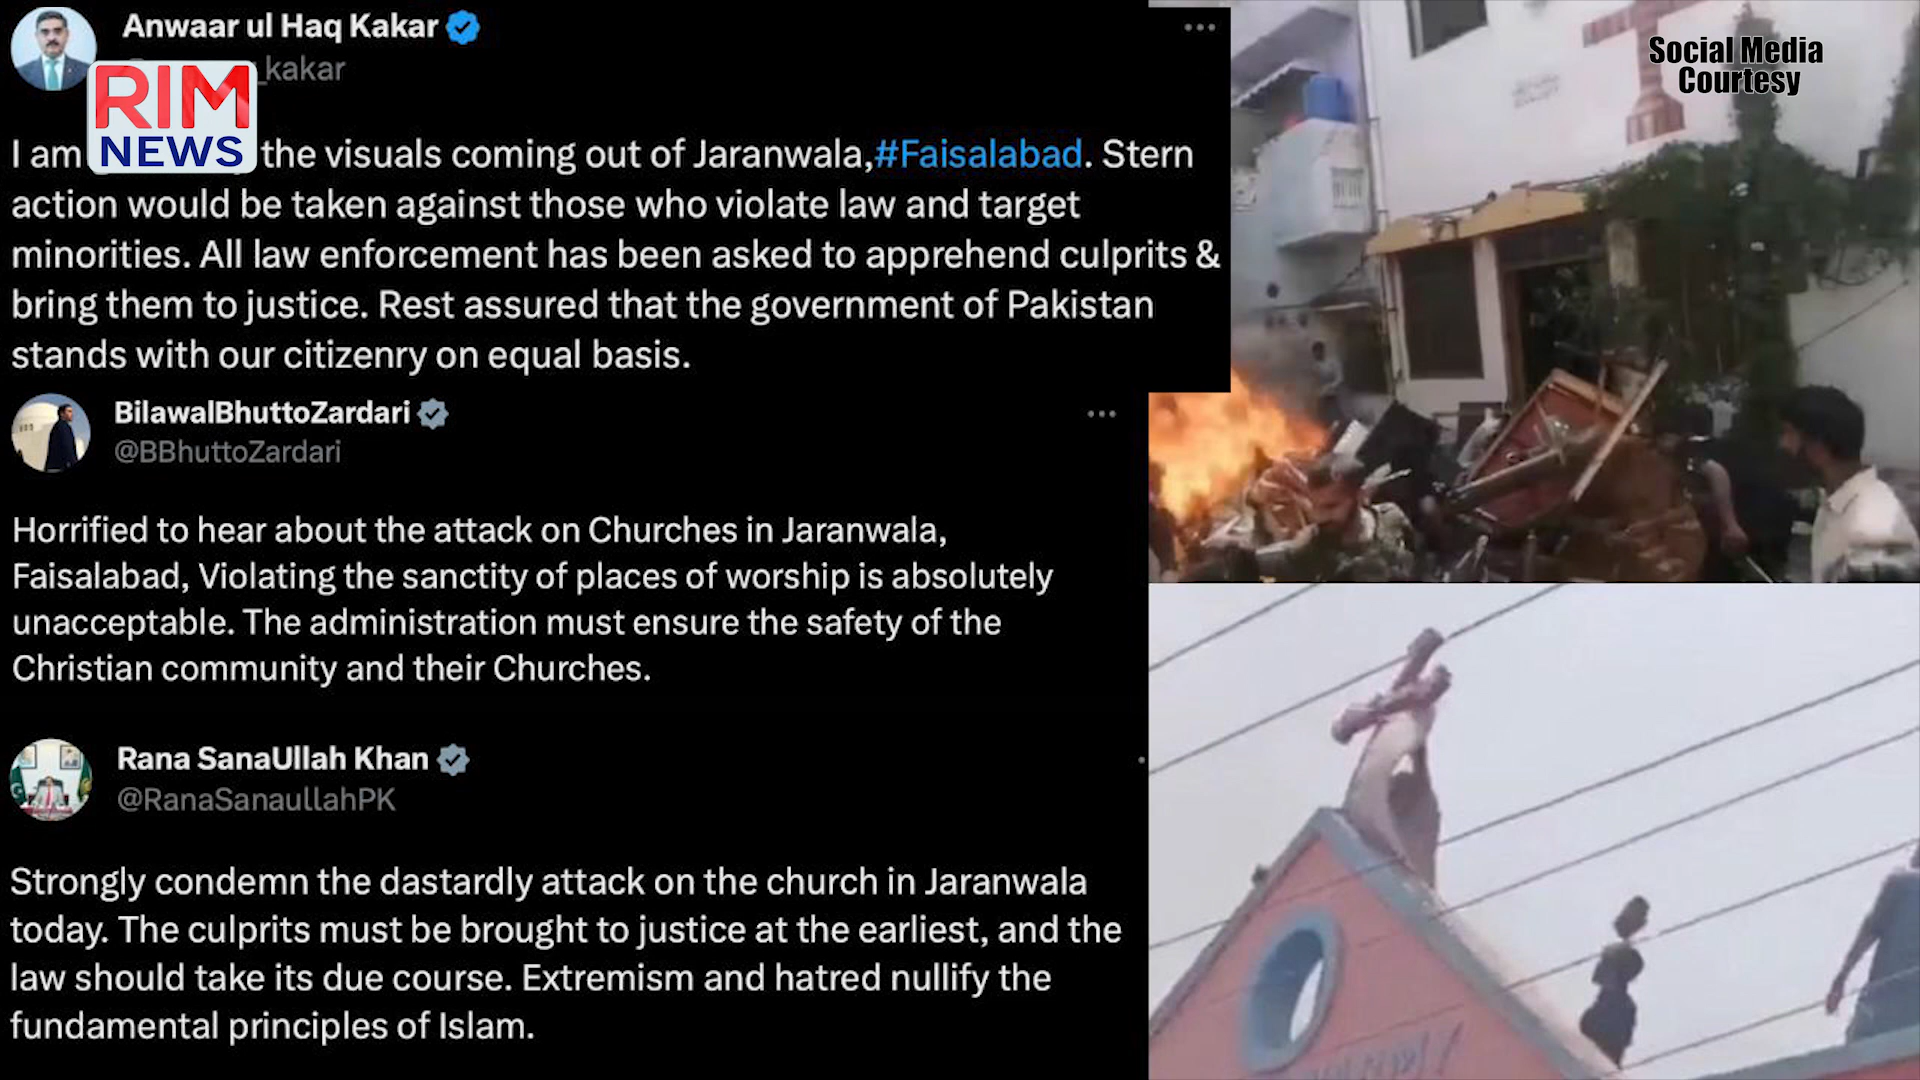 Anwaar ul Haq Kakar
_kakar
RIM
NEWS
I am the visuals coming out of Jaranwala,#Faisalabad. Stern
action would be taken against those who violate law and target
minorities. All law enforcement has been asked to apprehend culprits &
bring them to justice. Rest assured that the government of Pakistan
stands with our citizenry on equal basis.
BilawalBhuttoZardari
@BBhuttoZardari
Horrified to hear about the attack on Churches in Jaranwala,
Faisalabad, Violating the sanctity of places of worship is absolutely
unacceptable. The administration must ensure the safety of the
Christian community and their Churches.
Rana SanaUllah Khan
@RanaSanaullahPK
Strongly condemn the dastardly attack on the church in Jaranwala
today. The culprits must be brought to justice at the earliest, and the
law should take its due course. Extremism and hatred nullify the
fundamental principles of Islam.
Social Media
Courtesy